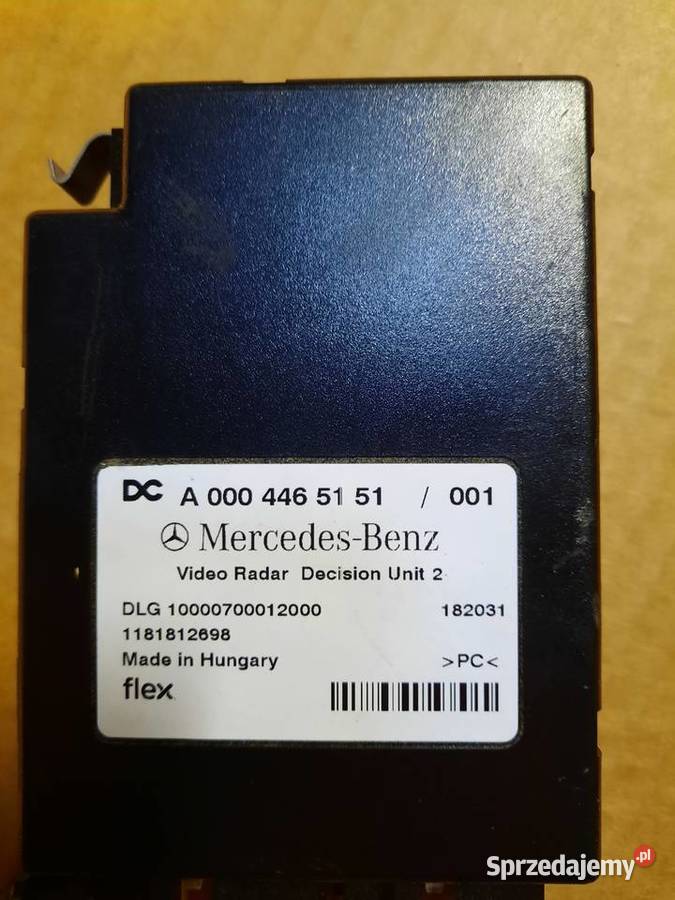 DC A 000 446 51 51 / 001
Mercedes-Benz
Video Radar Decision Unit 2
DLG 10000700012000 182031
1181812698
Made in Hungary >PC<
flex
Sprzedajemy.pl